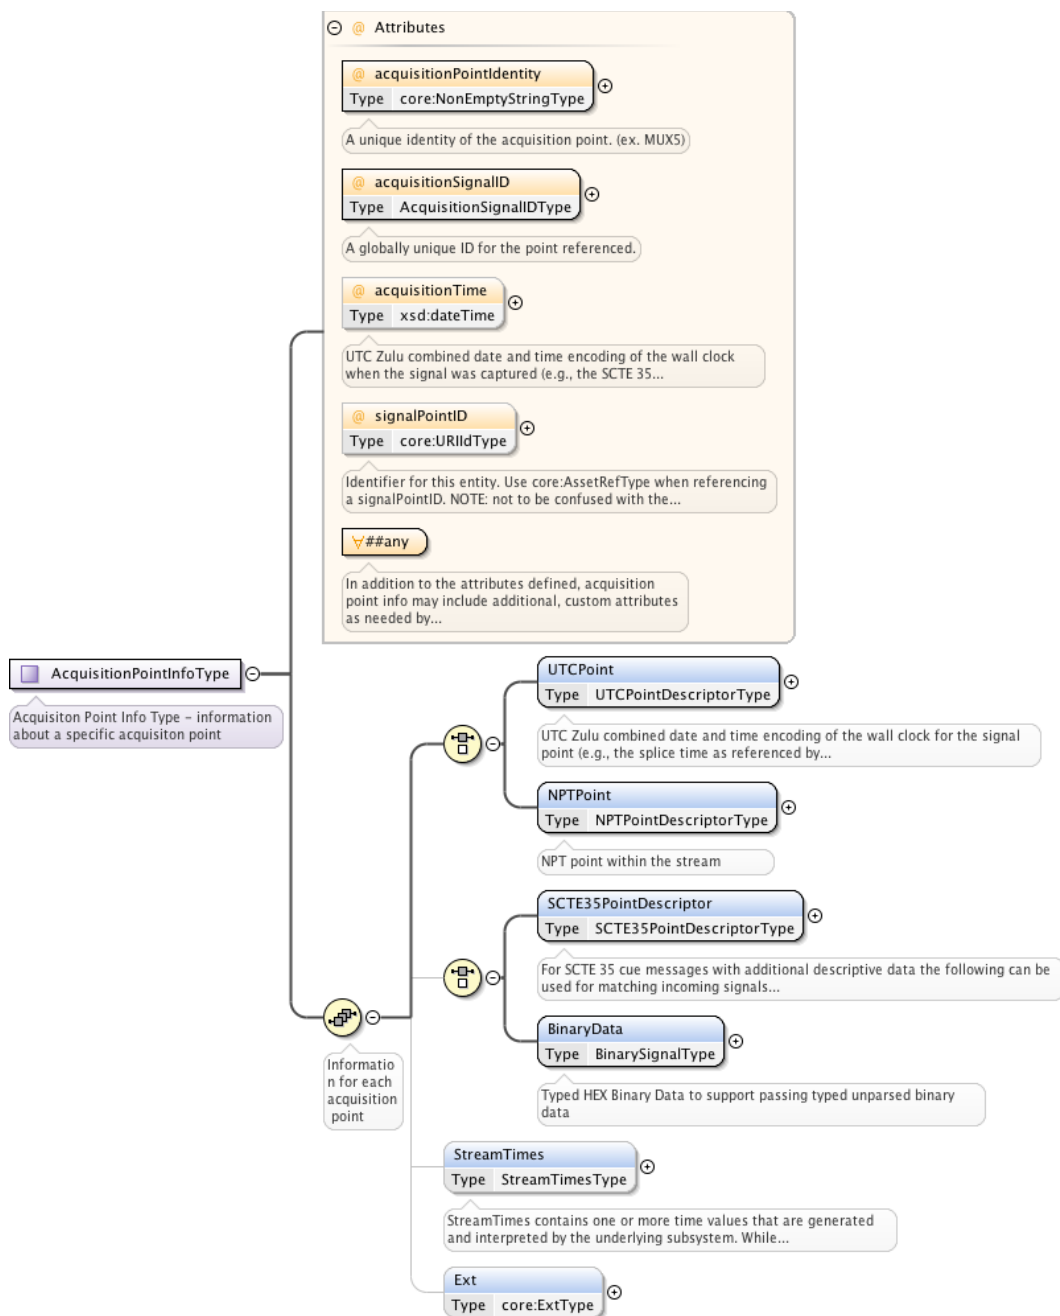 @ Attributes
@ acquisitionPointIdentity
Type core:NonEmptyStringType
A unique identity of the acquisition point. (ex. MUX5)
@ acquisitionSignalID
Type AcquisitionSignalIDType
A globally unique ID for the point referenced.
@ acquisitionTime
Type xsd:dateTime
UTC Zulu combined date and time encoding of the wall clock
when the signal was captured (e.g., the SCTE 35...
@ signalPointID
Type core:URIIdType
Identifier for this entity. Use core:AssetRefType when referencing
a signalPointID. NOTE: not to be confused with the...
##any
In addition to the attributes defined, acquisition
point info may include additional, custom attributes
as needed by...
AcquisitionPointInfoType
Acquisiton Point Info Type – information
about a specific acquisiton point
UTCPoint
Type UTCPointDescriptorType
UTC Zulu combined date and time encoding of the wall clock for the signal
point (e.g., the splice time as referenced by...
NPTPoint
Type NPTPointDescriptorType
NPT point within the stream
SCTE35PointDescriptor
Type SCTE35PointDescriptorType
For SCTE 35 cue messages with additional descriptive data the following can be
used for matching incoming signals...
BinaryData
Type BinarySignalType
Typed HEX Binary Data to support passing typed unparsed binary
data
Informatio
n for each
acquisition
point
StreamTimes
Type StreamTimesType
StreamTimes contains one or more time values that are generated
and interpreted by the underlying subsystem. While...
Ext
Type core:ExtType